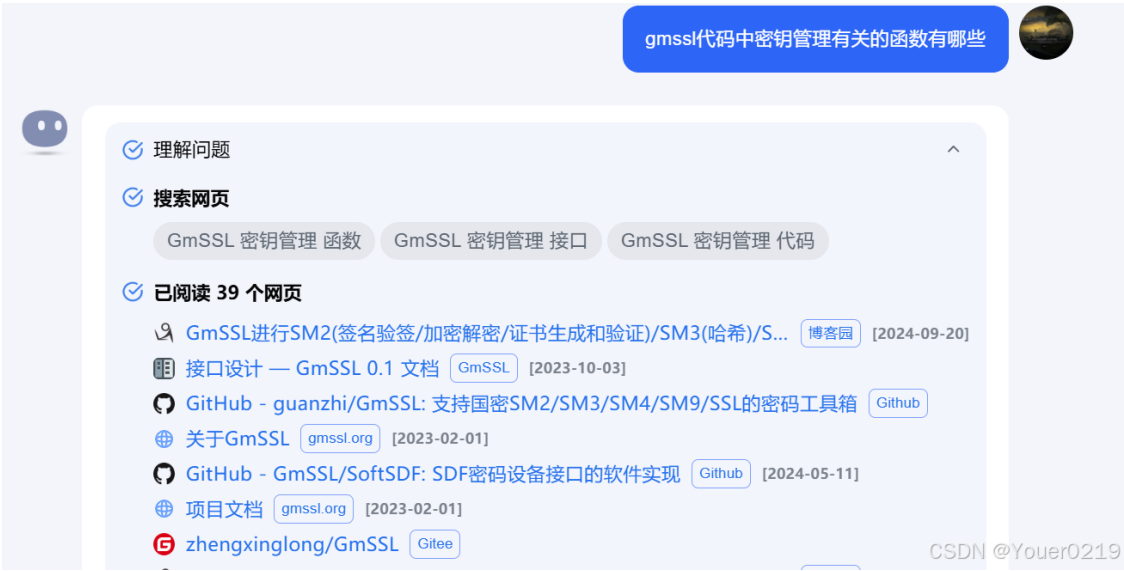 gmssl代码中密钥管理有关的函数有哪些
理解问题
搜索网页
GmSSL 密钥管理 函数 GmSSL 密钥管理 接口 GmSSL 密钥管理 代码
已阅读 39 个网页
GmSSL进行SM2(签名验签/加密解密/证书生成和验证)/SM3(哈希)/S... 博客园 [2024-09-20]
接口设计 — GmSSL 0.1 文档 GmSSL [2023-10-03]
GitHub - guanzhi/GmSSL: 支持国密SM2/SM3/SM4/SM9/SSL的密码工具箱 Github
关于GmSSL gmssl.org [2023-02-01]
GitHub - GmSSL/SoftSDF: SDF密码设备接口的软件实现 Github [2024-05-11]
项目文档 gmssl.org [2023-02-01]
zhengxinglong/GmSSL Gitee
CSDN @Youer0219